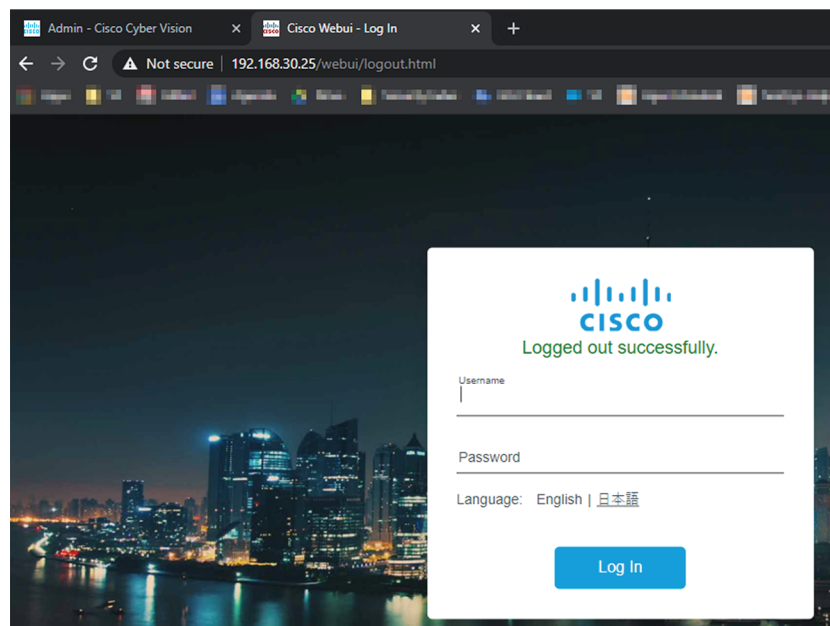 Admin - Cisco Cyber Vision
Cisco Webui - Log In
Not secure | 192.168.30.25/webui/logout.html
CISCO
Logged out successfully.
Username
Password
Language: English | 日本語
Log In